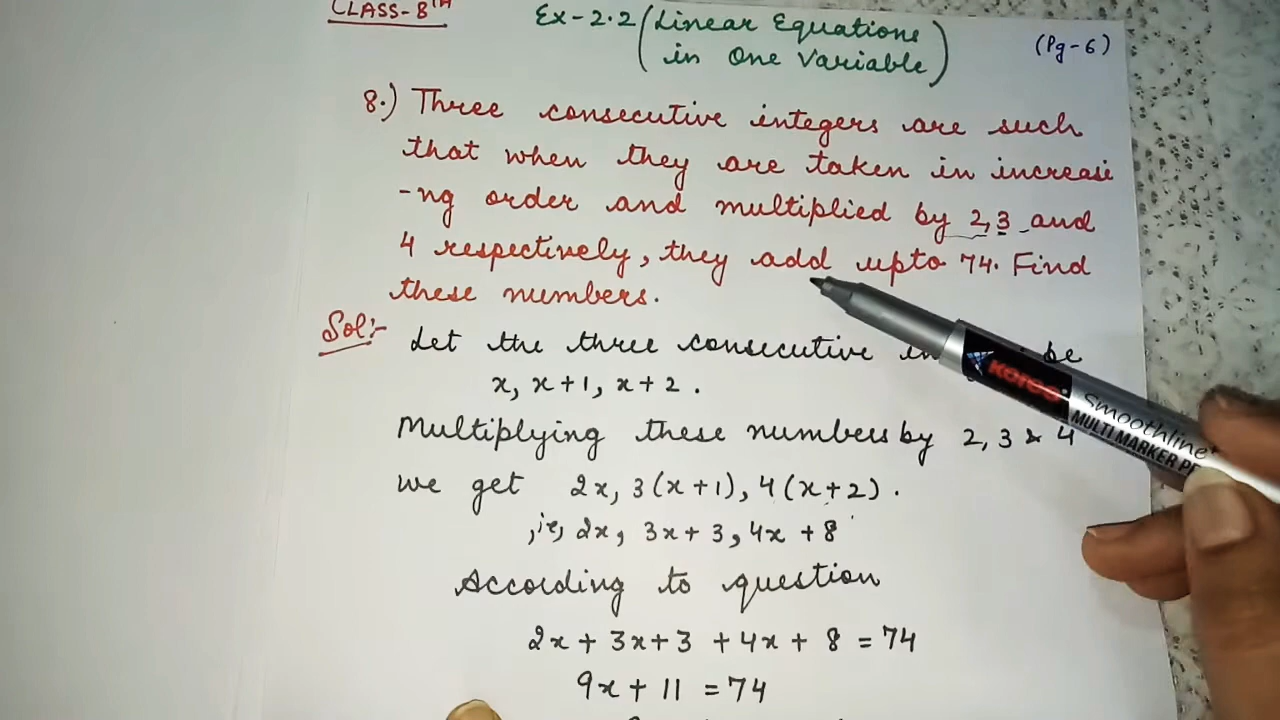 CLASS-8TH
Ex-2.2 (Linear Equations
in One Variable)
(Pg-6)
8.) Three consecutive integers are such
that when they are taken in increasi
-ng order and multiplied by 2,3 and
4 respectively, they add upto 74. Find
these numbers.
Sol:- Let the three consecutive be
x, x+1, x+2.
Multiplying these numbers by 2, 3 & 4
we get 2x, 3(x+1), 4(x+2).
,ie, 2x, 3x+3, 4x+8
According to question
2x + 3x+3 +4x+ 8 = 74
9x + 11 = 74
Kores Smoothline
MULTI MARKER